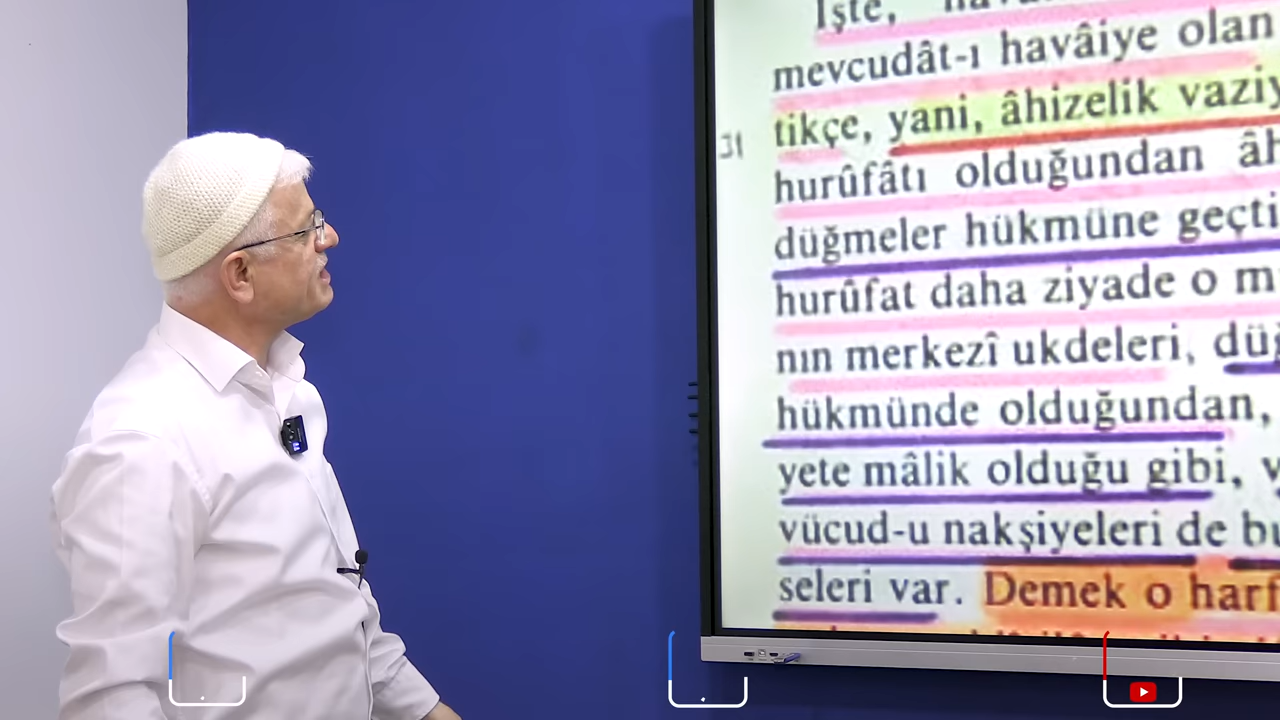 İşte,
mevcudât-ı havâiye olan
tikçe, yani, âhizelik vaziy
31
hurûfâtı olduğundan âh
düğmeler hükmüne geçti
hurûfat daha ziyade o m
nın merkezî ukdeleri, düğ
hükmünde olduğundan,
yete mâlik olduğu gibi, v
vücud-u nakşiyeleri de bu
seleri var. Demek o harf